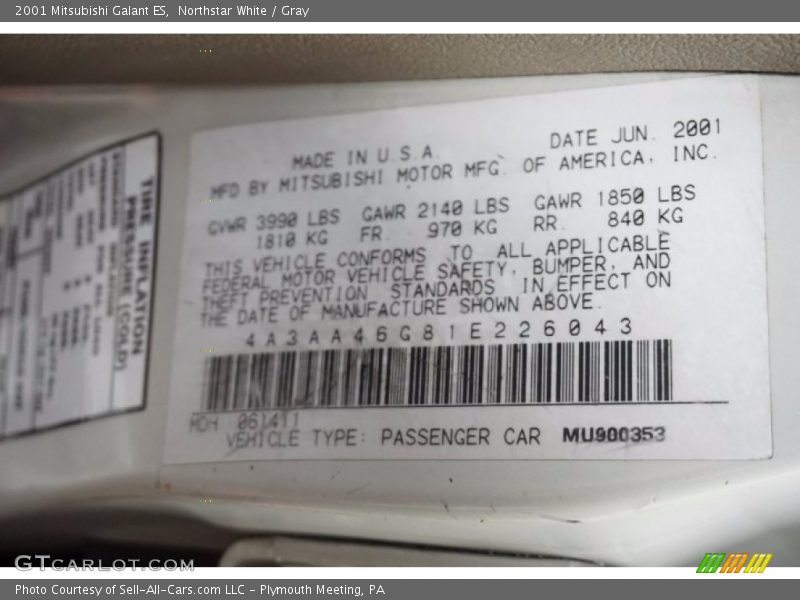 2001 Mitsubishi Galant ES,  Northstar White / Gray
MADE IN U.S.A.
DATE JUN. 2001
MFD BY MITSUBISHI MOTOR MFG. OF AMERICA, INC.
GVWR 3990 LBS GAWR 2140 LBS GAWR 1850 LBS
1810 KG FR. 970 KG RR. 840 KG
THIS VEHICLE CONFORMS TO ALL APPLICABLE
FEDERAL MOTOR VEHICLE SAFETY, BUMPER, AND
THEFT PREVENTION STANDARDS IN EFFECT ON
THE DATE OF MANUFACTURE SHOWN ABOVE.
4A3AA46G81E226043
MDH 061411
VEHICLE TYPE: PASSENGER CAR MU900353
TIRE INFLATION
PRESSURE (COLD)
GTCARLOT.COM
Photo Courtesy of Sell-All-Cars.com LLC - Plymouth Meeting, PA